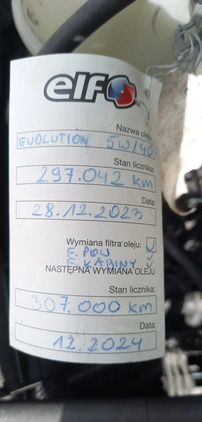 elf
Nazwa oleju:
EVOLUTION 5W/40
Stan licznika:
297.042 km
Data:
28.12.2023
Wymiana filtra oleju: V
F. POW
F. KABINY V
NASTĘPNA WYMIANA OLEJU
Stan licznika:
307.000 km
Data:
12.2024